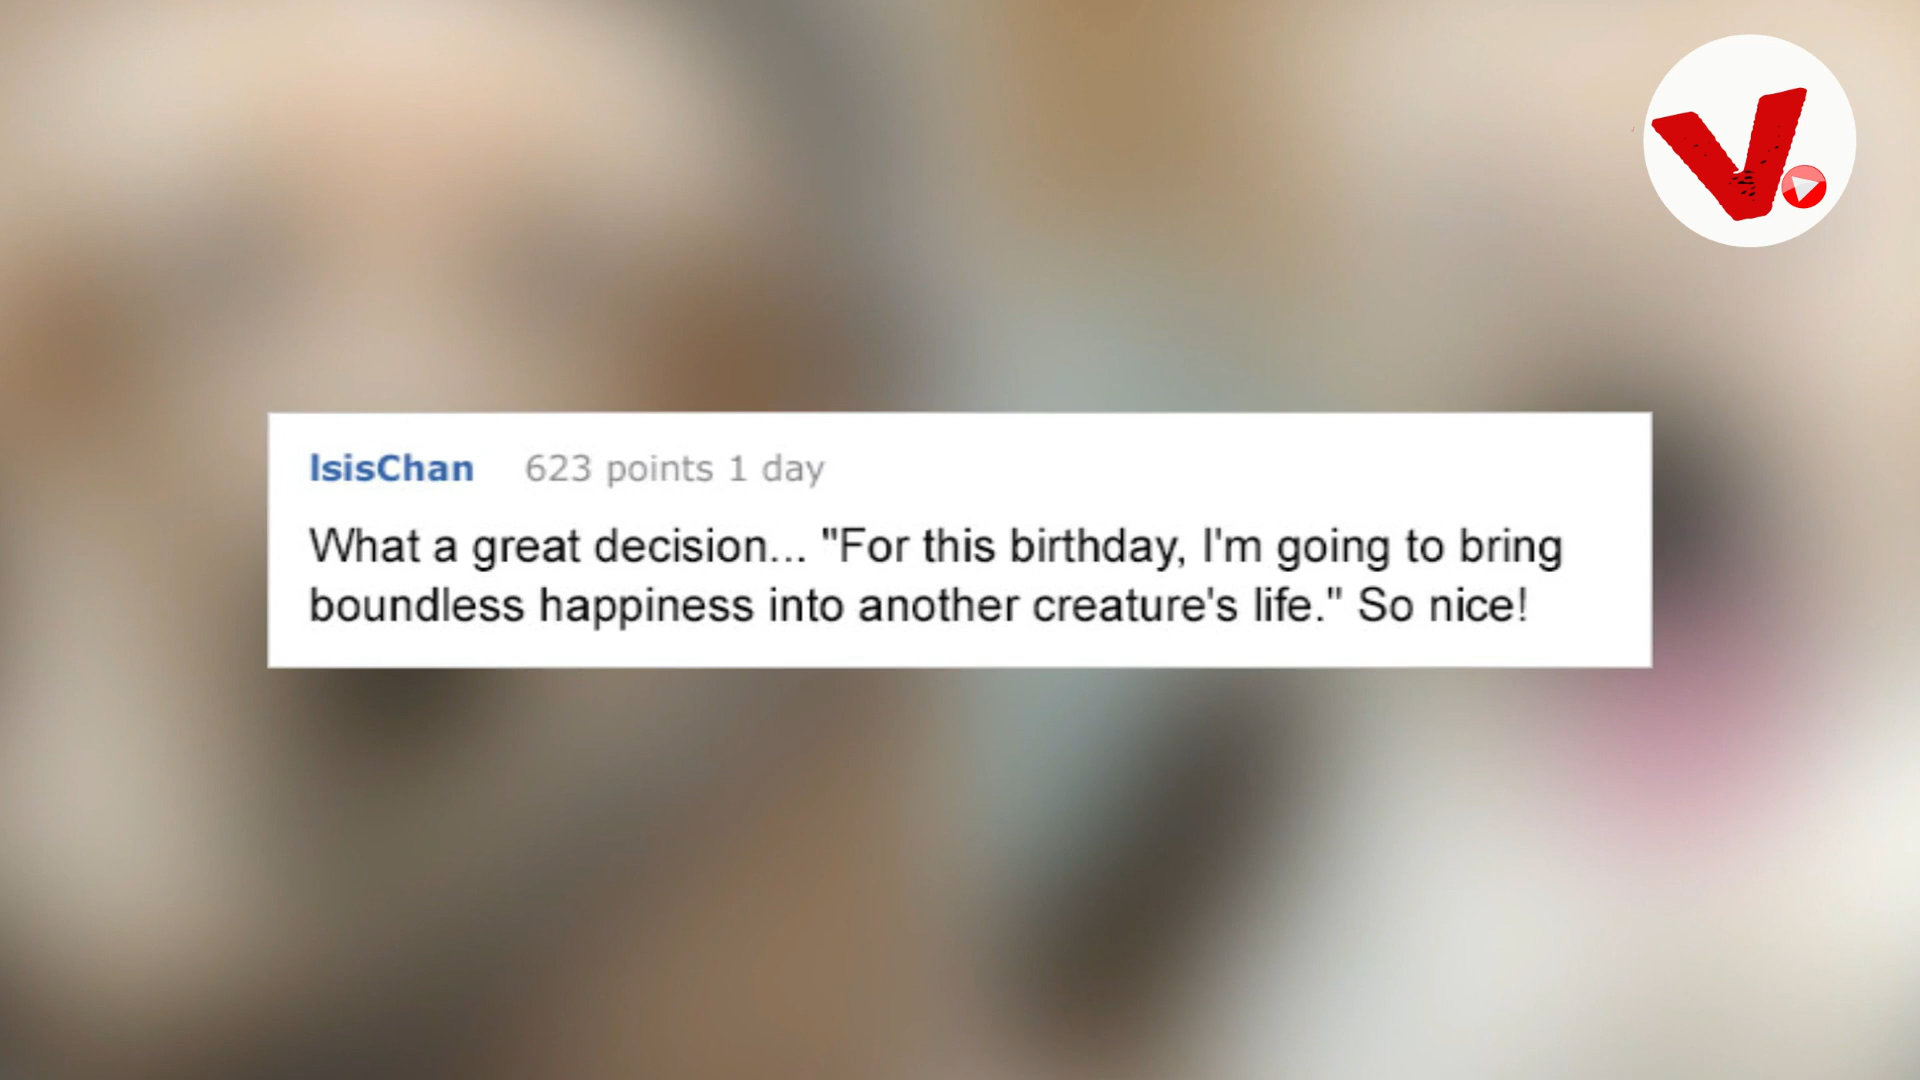 IsisChan 623 points 1 day
What a great decision... "For this birthday, I'm going to bring
boundless happiness into another creature's life." So nice!
V